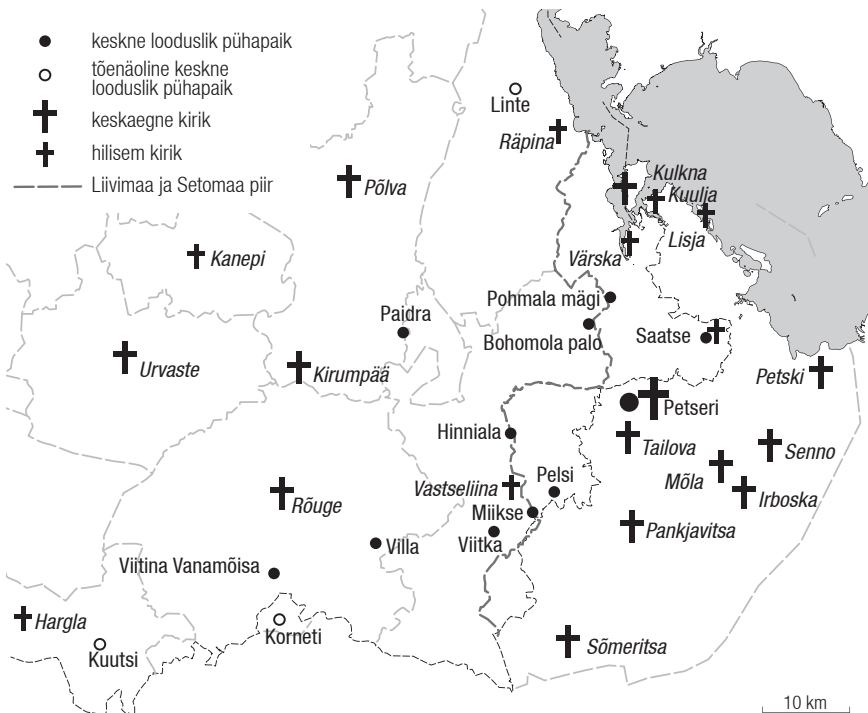 keskne looduslik pühapaik
tõenäoline keskne
looduslik pühapaik
keskaegne kirik
hilisem kirik
Liivimaa ja Setomaa piir
Linte
Räpina
Põlva
Kulkna
Kuulja
Kanepi
Värska
Lisja
Pohmala mägi
Paidra
Bohomola palo
Saatse
Urvaste
Kirumpää
Petski
Petseri
Hinniala
Tailova
Senno
Pelsi
Mõla
Vastseliina
Irboska
Rõuge
Miikse
Pankjavitsa
Villa
Viitka
Viitina Vanamõisa
Hargla
Korneti
Kuutsi
Sõmeritsa
10 km